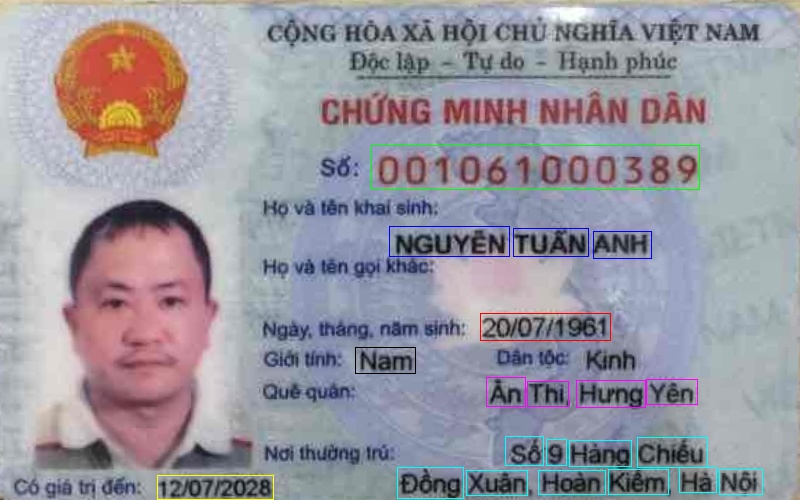 CỘNG HÒA XÃ HỘI CHỦ NGHĨA VIỆT NAM
Độc lập - Tự do - Hạnh phúc
CHỨNG MINH NHÂN DÂN
Số: 001061000389
Họ và tên khai sinh:
NGUYỄN TUẤN ANH
Họ và tên gọi khác:
Ngày, tháng, năm sinh: 20/07/1961
Giới tính: Nam Dân tộc: Kinh
Quê quán: Ân Thi, Hưng Yên
Nơi thường trú: Số 9 Hàng Chiếu
Đồng Xuân, Hoàn Kiếm, Hà Nội
Có giá trị đến: 12/07/2028